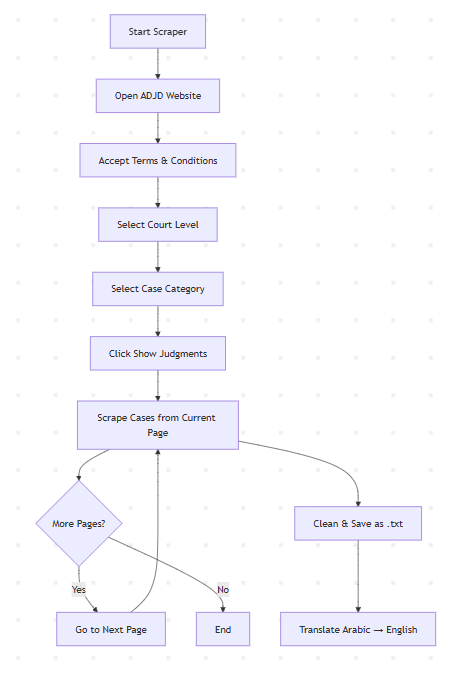 Start Scraper
Open ADJD Website
Accept Terms & Conditions
Select Court Level
Select Case Category
Click Show Judgments
Scrape Cases from Current
Page
More Pages?
Clean & Save as .txt
Yes
No
Go to Next Page
End
Translate Arabic → English